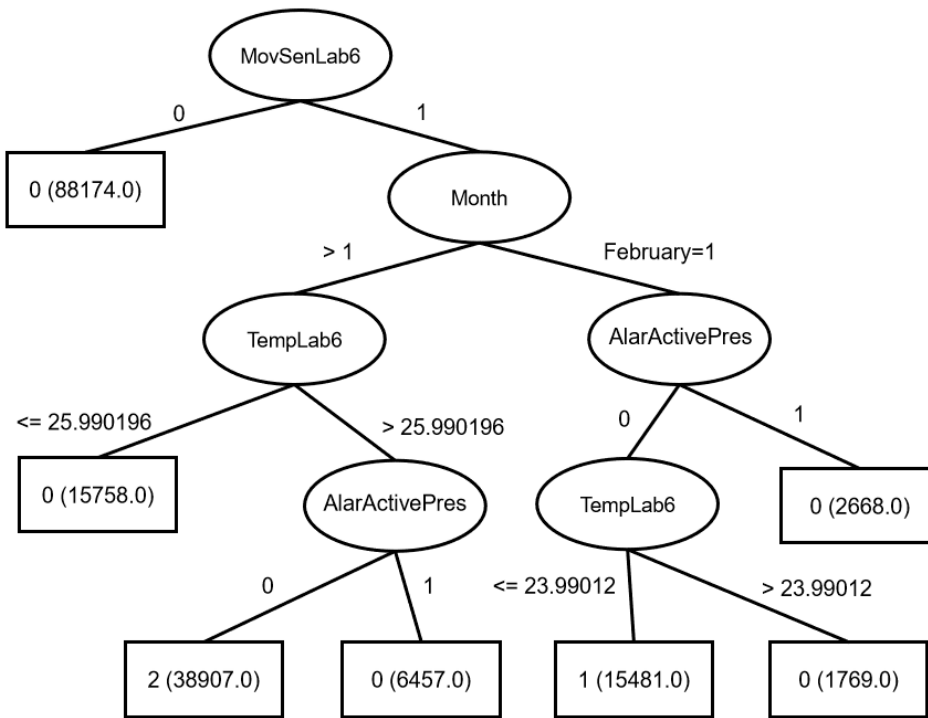 MovSenLab6
0
1
0 (88174.0)
Month
> 1
February=1
TempLab6
AlarActivePres
<= 25.990196
> 25.990196
0
1
0 (15758.0)
AlarActivePres
TempLab6
0 (2668.0)
0
1
<= 23.99012
> 23.99012
2 (38907.0)
0 (6457.0)
1 (15481.0)
0 (1769.0)